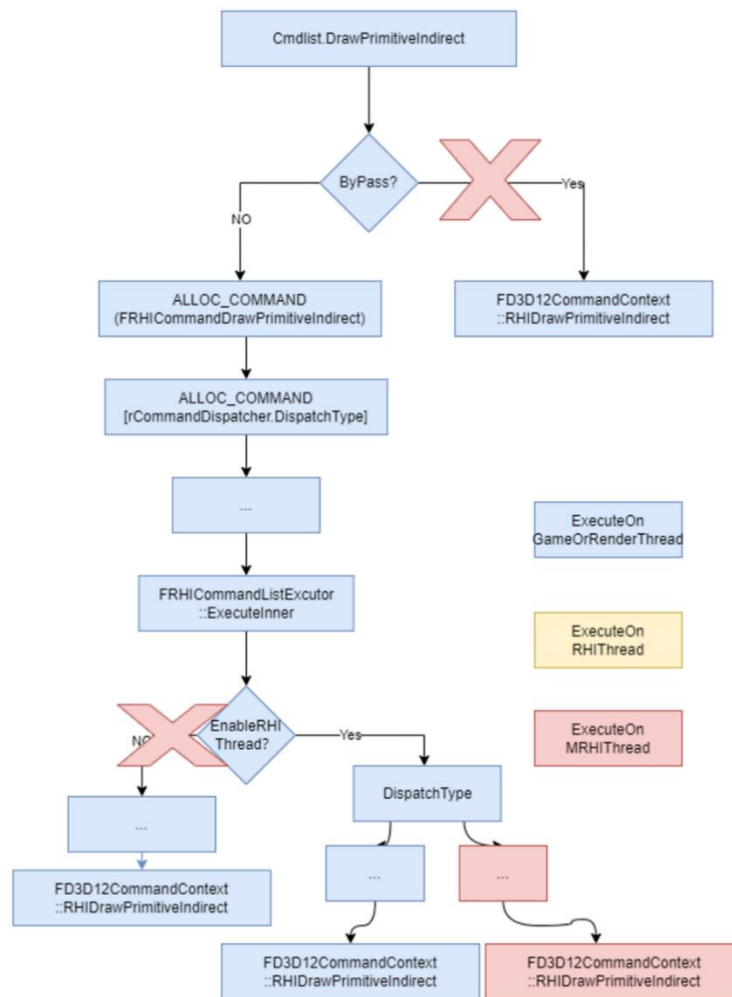 Cmdlist.DrawPrimitiveIndirect
ByPass?
Yes
NO
ALLOC_COMMAND
(FRHICommandDrawPrimitiveIndirect)
FD3D12CommandContext
::RHIDrawPrimitiveIndirect
ALLOC_COMMAND
[rCommandDispatcher.DispatchType]
...
ExecuteOn
GameOrRenderThread
FRHICommandListExcutor
::ExecuteInner
ExecuteOn
RHIThread
EnableRHI
Thread?
NO
Yes
ExecuteOn
MRHIThread
DispatchType
...
...
...
FD3D12CommandContext
::RHIDrawPrimitiveIndirect
FD3D12CommandContext
::RHIDrawPrimitiveIndirect
FD3D12CommandContext
::RHIDrawPrimitiveIndirect